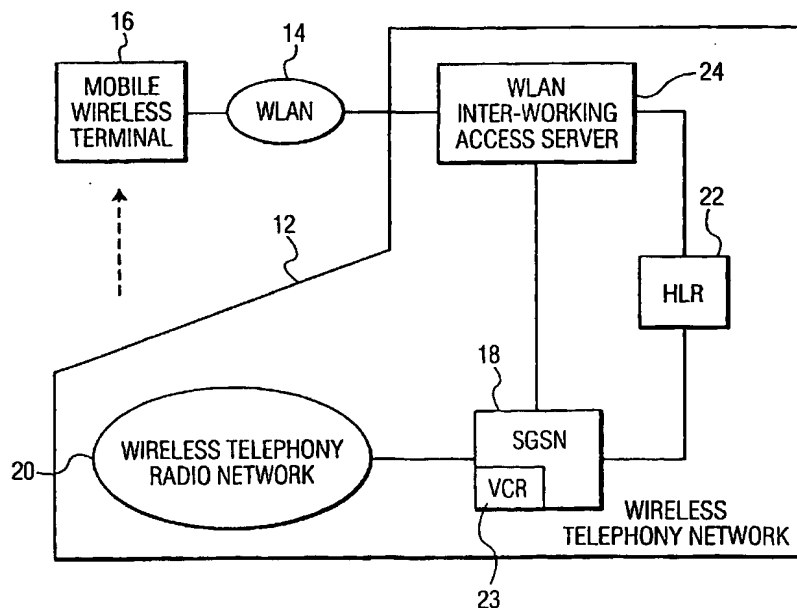 16
14
24
MOBILE
WIRELESS
TERMINAL
WLAN
WLAN
INTER-WORKING
ACCESS SERVER
12
22
HLR
18
SGSN
VCR
20
WIRELESS TELEPHONY
RADIO NETWORK
WIRELESS
TELEPHONY NETWORK
23